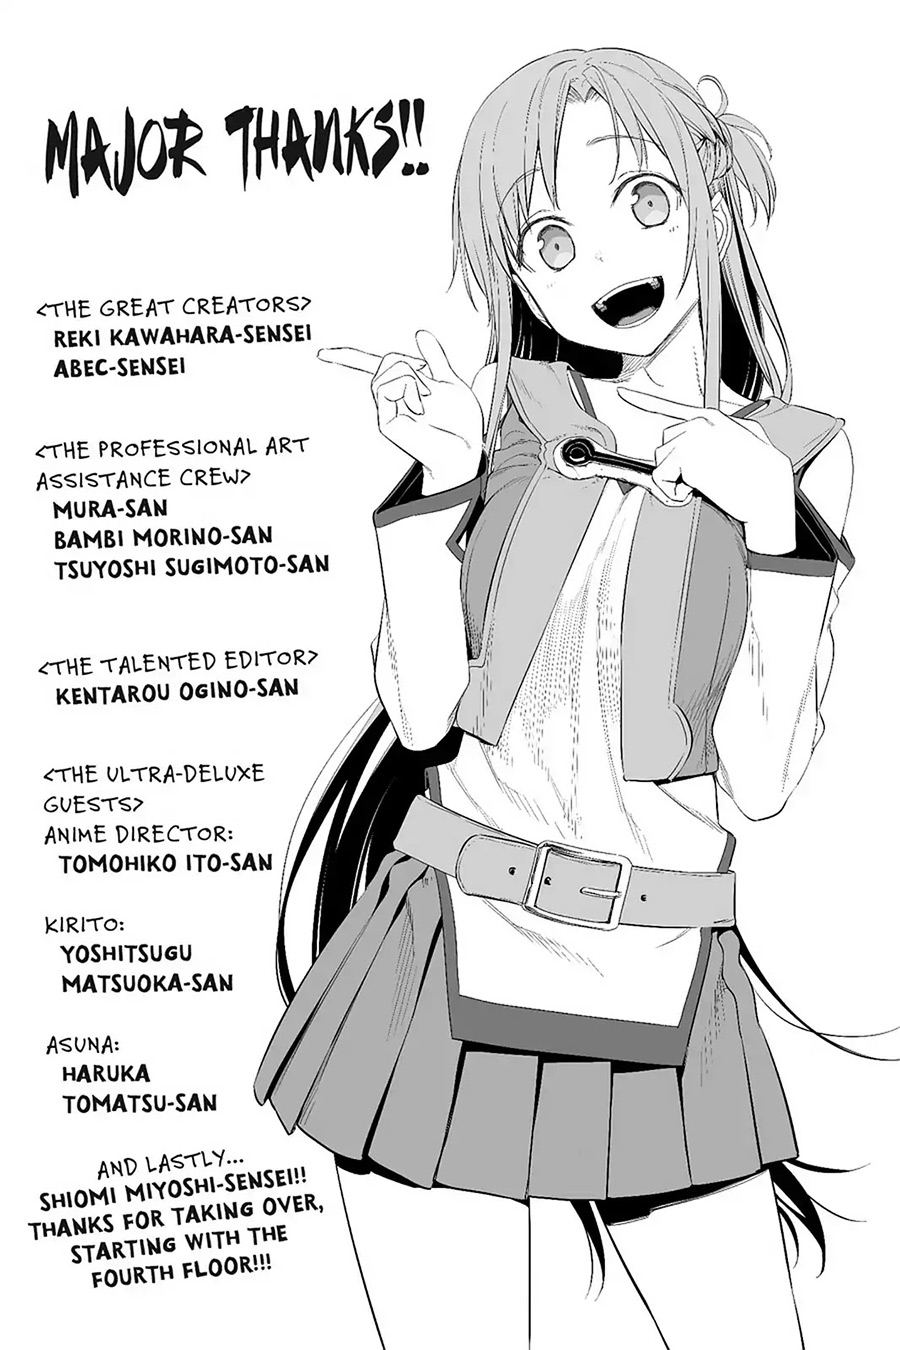 MAJOR THANKS!!
<THE GREAT CREATORS>
REKI KAWAHARA-SENSEI
ABEC-SENSEI
<THE PROFESSIONAL ART
ASSISTANCE CREW>
MURA-SAN
BAMBI MORINO-SAN
TSUYOSHI SUGIMOTO-SAN
<THE TALENTED EDITOR>
KENTAROU OGINO-SAN
<THE ULTRA-DELUXE
GUESTS>
ANIME DIRECTOR:
TOMOHIKO ITO-SAN
KIRITO:
YOSHITSUGU
MATSUOKA-SAN
ASUNA:
HARUKA
TOMATSU-SAN
AND LASTLY...
SHIOMI MIYOSHI-SENSEI!!
THANKS FOR TAKING OVER,
STARTING WITH THE
FOURTH FLOOR!!!